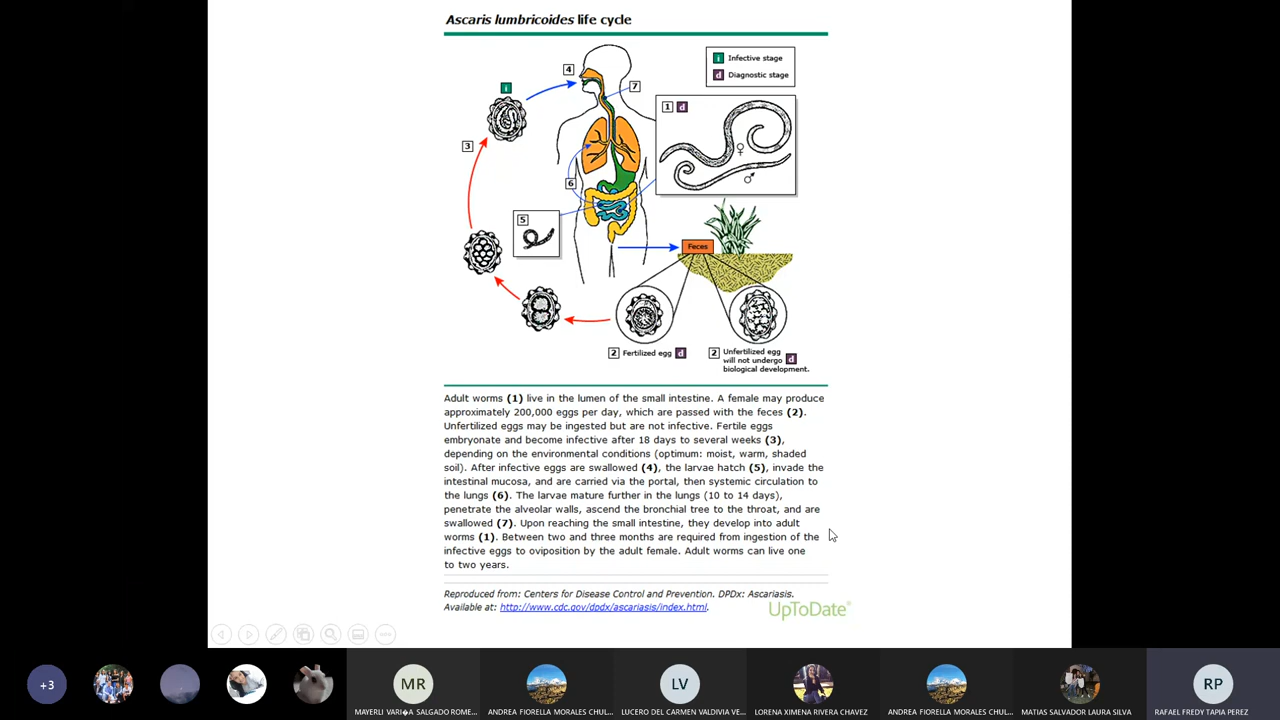 Ascaris lumbricoides life cycle
i Infective stage
d Diagnostic stage
4
i
7
1 d
3
6
5
Feces
2 Fertilized egg d
2 Unfertilized egg
will not undergo d
biological development.
Adult worms (1) live in the lumen of the small intestine. A female may produce
approximately 200,000 eggs per day, which are passed with the feces (2).
Unfertilized eggs may be ingested but are not infective. Fertile eggs
embryonate and become infective after 18 days to several weeks (3),
depending on the environmental conditions (optimum: moist, warm, shaded
soil). After infective eggs are swallowed (4), the larvae hatch (5), invade the
intestinal mucosa, and are carried via the portal, then systemic circulation to
the lungs (6). The larvae mature further in the lungs (10 to 14 days),
penetrate the alveolar walls, ascend the bronchial tree to the throat, and are
swallowed (7). Upon reaching the small intestine, they develop into adult
worms (1). Between two and three months are required from ingestion of the
infective eggs to oviposition by the adult female. Adult worms can live one
to two years.
Reproduced from: Centers for Disease Control and Prevention. DPDx: Ascariasis.
Available at: http://www.cdc.gov/dpdx/ascariasis/index.html.
UpToDate®
+3
MR
LV
RP
MAYERLI VARI�A SALGADO ROME...
ANDREA FIORELLA MORALES CHUL...
LUCERO DEL CARMEN VALDIVIA VE...
LORENA XIMENA RIVERA CHAVEZ
ANDREA FIORELLA MORALES CHUL...
MATIAS SALVADOR LAURA SILVA
RAFAEL FREDY TAPIA PEREZ